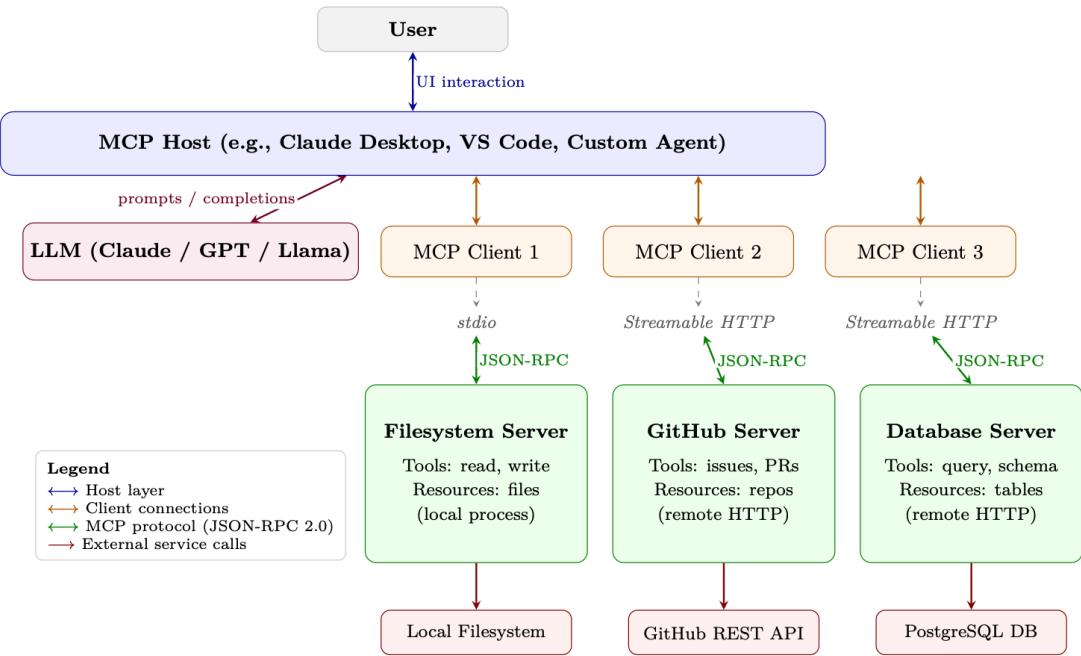 User
UI interaction
MCP Host (e.g., Claude Desktop, VS Code, Custom Agent)
prompts / completions
LLM (Claude / GPT / Llama)
MCP Client 1
MCP Client 2
MCP Client 3
stdio
Streamable HTTP
Streamable HTTP
JSON-RPC
JSON-RPC
JSON-RPC
Filesystem Server
Tools: read, write
Resources: files
(local process)
GitHub Server
Tools: issues, PRs
Resources: repos
(remote HTTP)
Database Server
Tools: query, schema
Resources: tables
(remote HTTP)
Legend
Host layer
Client connections
MCP protocol (JSON-RPC 2.0)
External service calls
Local Filesystem
GitHub REST API
PostgreSQL DB